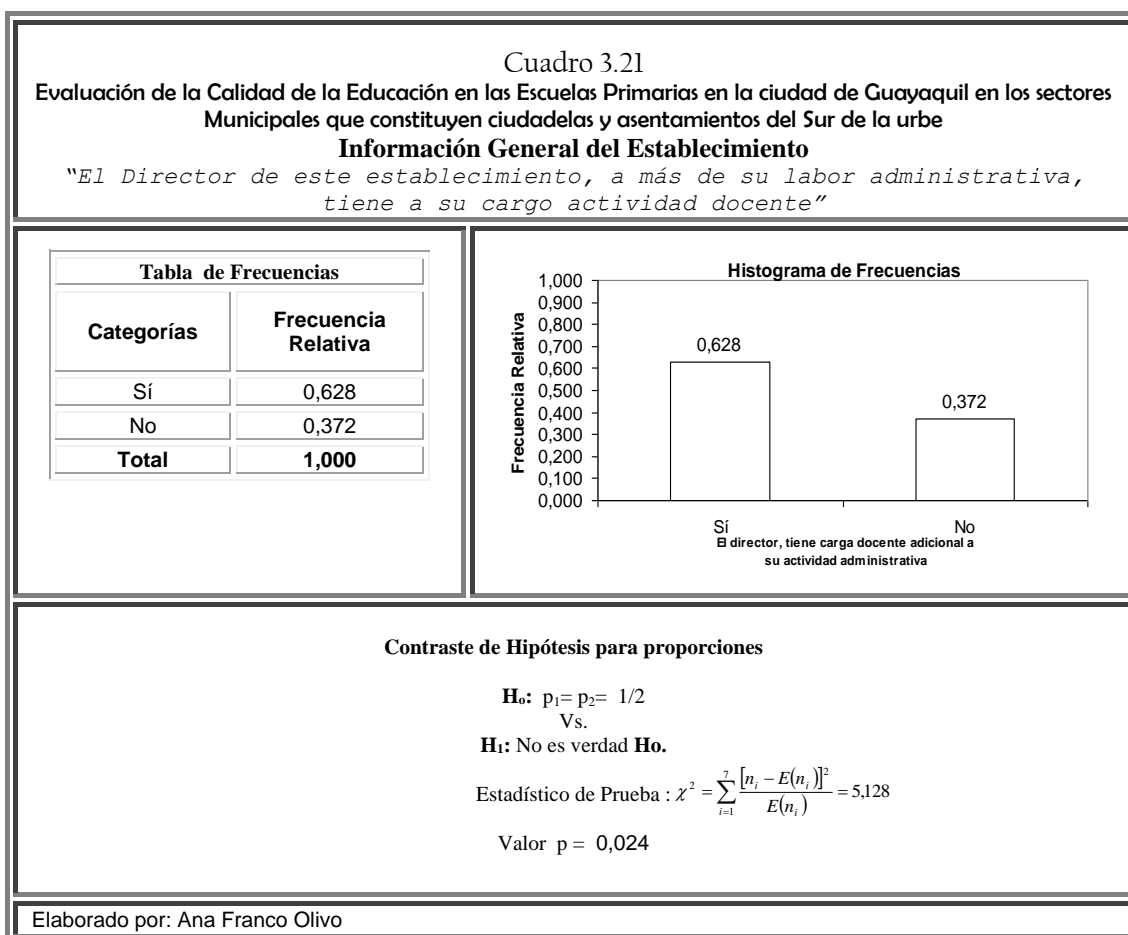 Cuadro 3.21
Evaluación de la Calidad de la Educación en las Escuelas Primarias en la ciudad de Guayaquil en los sectores
Municipales que constituyen ciudadelas y asentamientos del Sur de la urbe
Información General del Establecimiento
“El Director de este establecimiento, a más de su labor administrativa,
tiene a su cargo actividad docente”
Tabla de Frecuencias
Categorías Frecuencia
Relativa
Sí 0,628
No 0,372
Total 1,000
Histograma de Frecuencias
Frecuencia Relativa
1,000
0,900
0,800
0,700
0,600
0,500
0,400
0,300
0,200
0,100
0,000
0,628
0,372
Sí No
El director, tiene carga docente adicional a
su actividad administrativa
Contraste de Hipótesis para proporciones
Ho: p₁= p₂= 1/2
Vs.
H₁: No es verdad Ho.
Estadístico de Prueba : χ² = ∑_{i=1}^{7} [n_i − E(n_i)]² / E(n_i) = 5,128
Valor p = 0,024
Elaborado por: Ana Franco Olivo